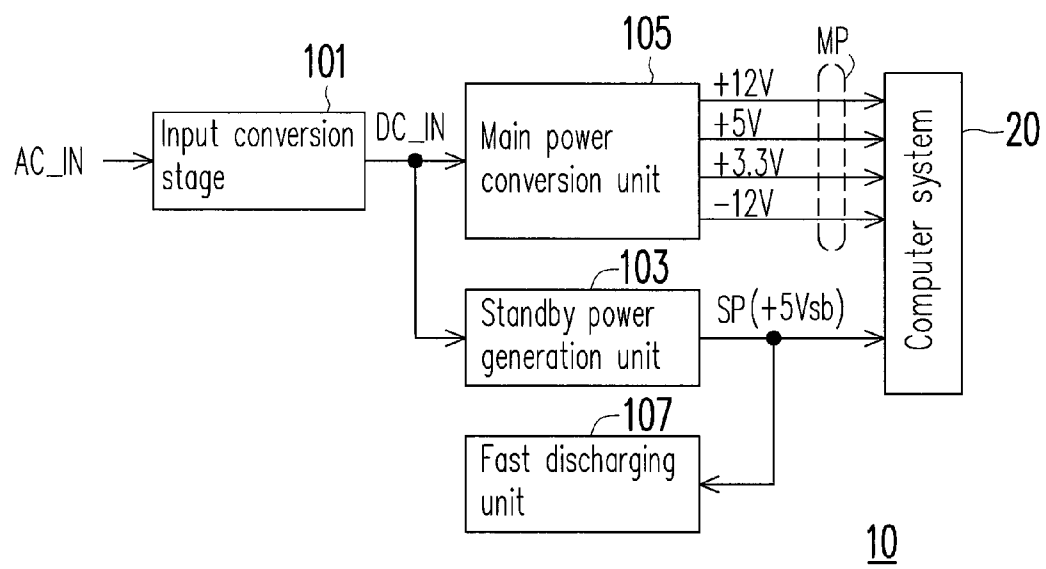 101
Input conversion
stage
AC_IN
DC_IN
105
Main power
conversion unit
+12V
+5V
+3.3V
-12V
MP
Computer system
20
103
Standby power
generation unit
SP(+5Vsb)
107
Fast discharging
unit
10